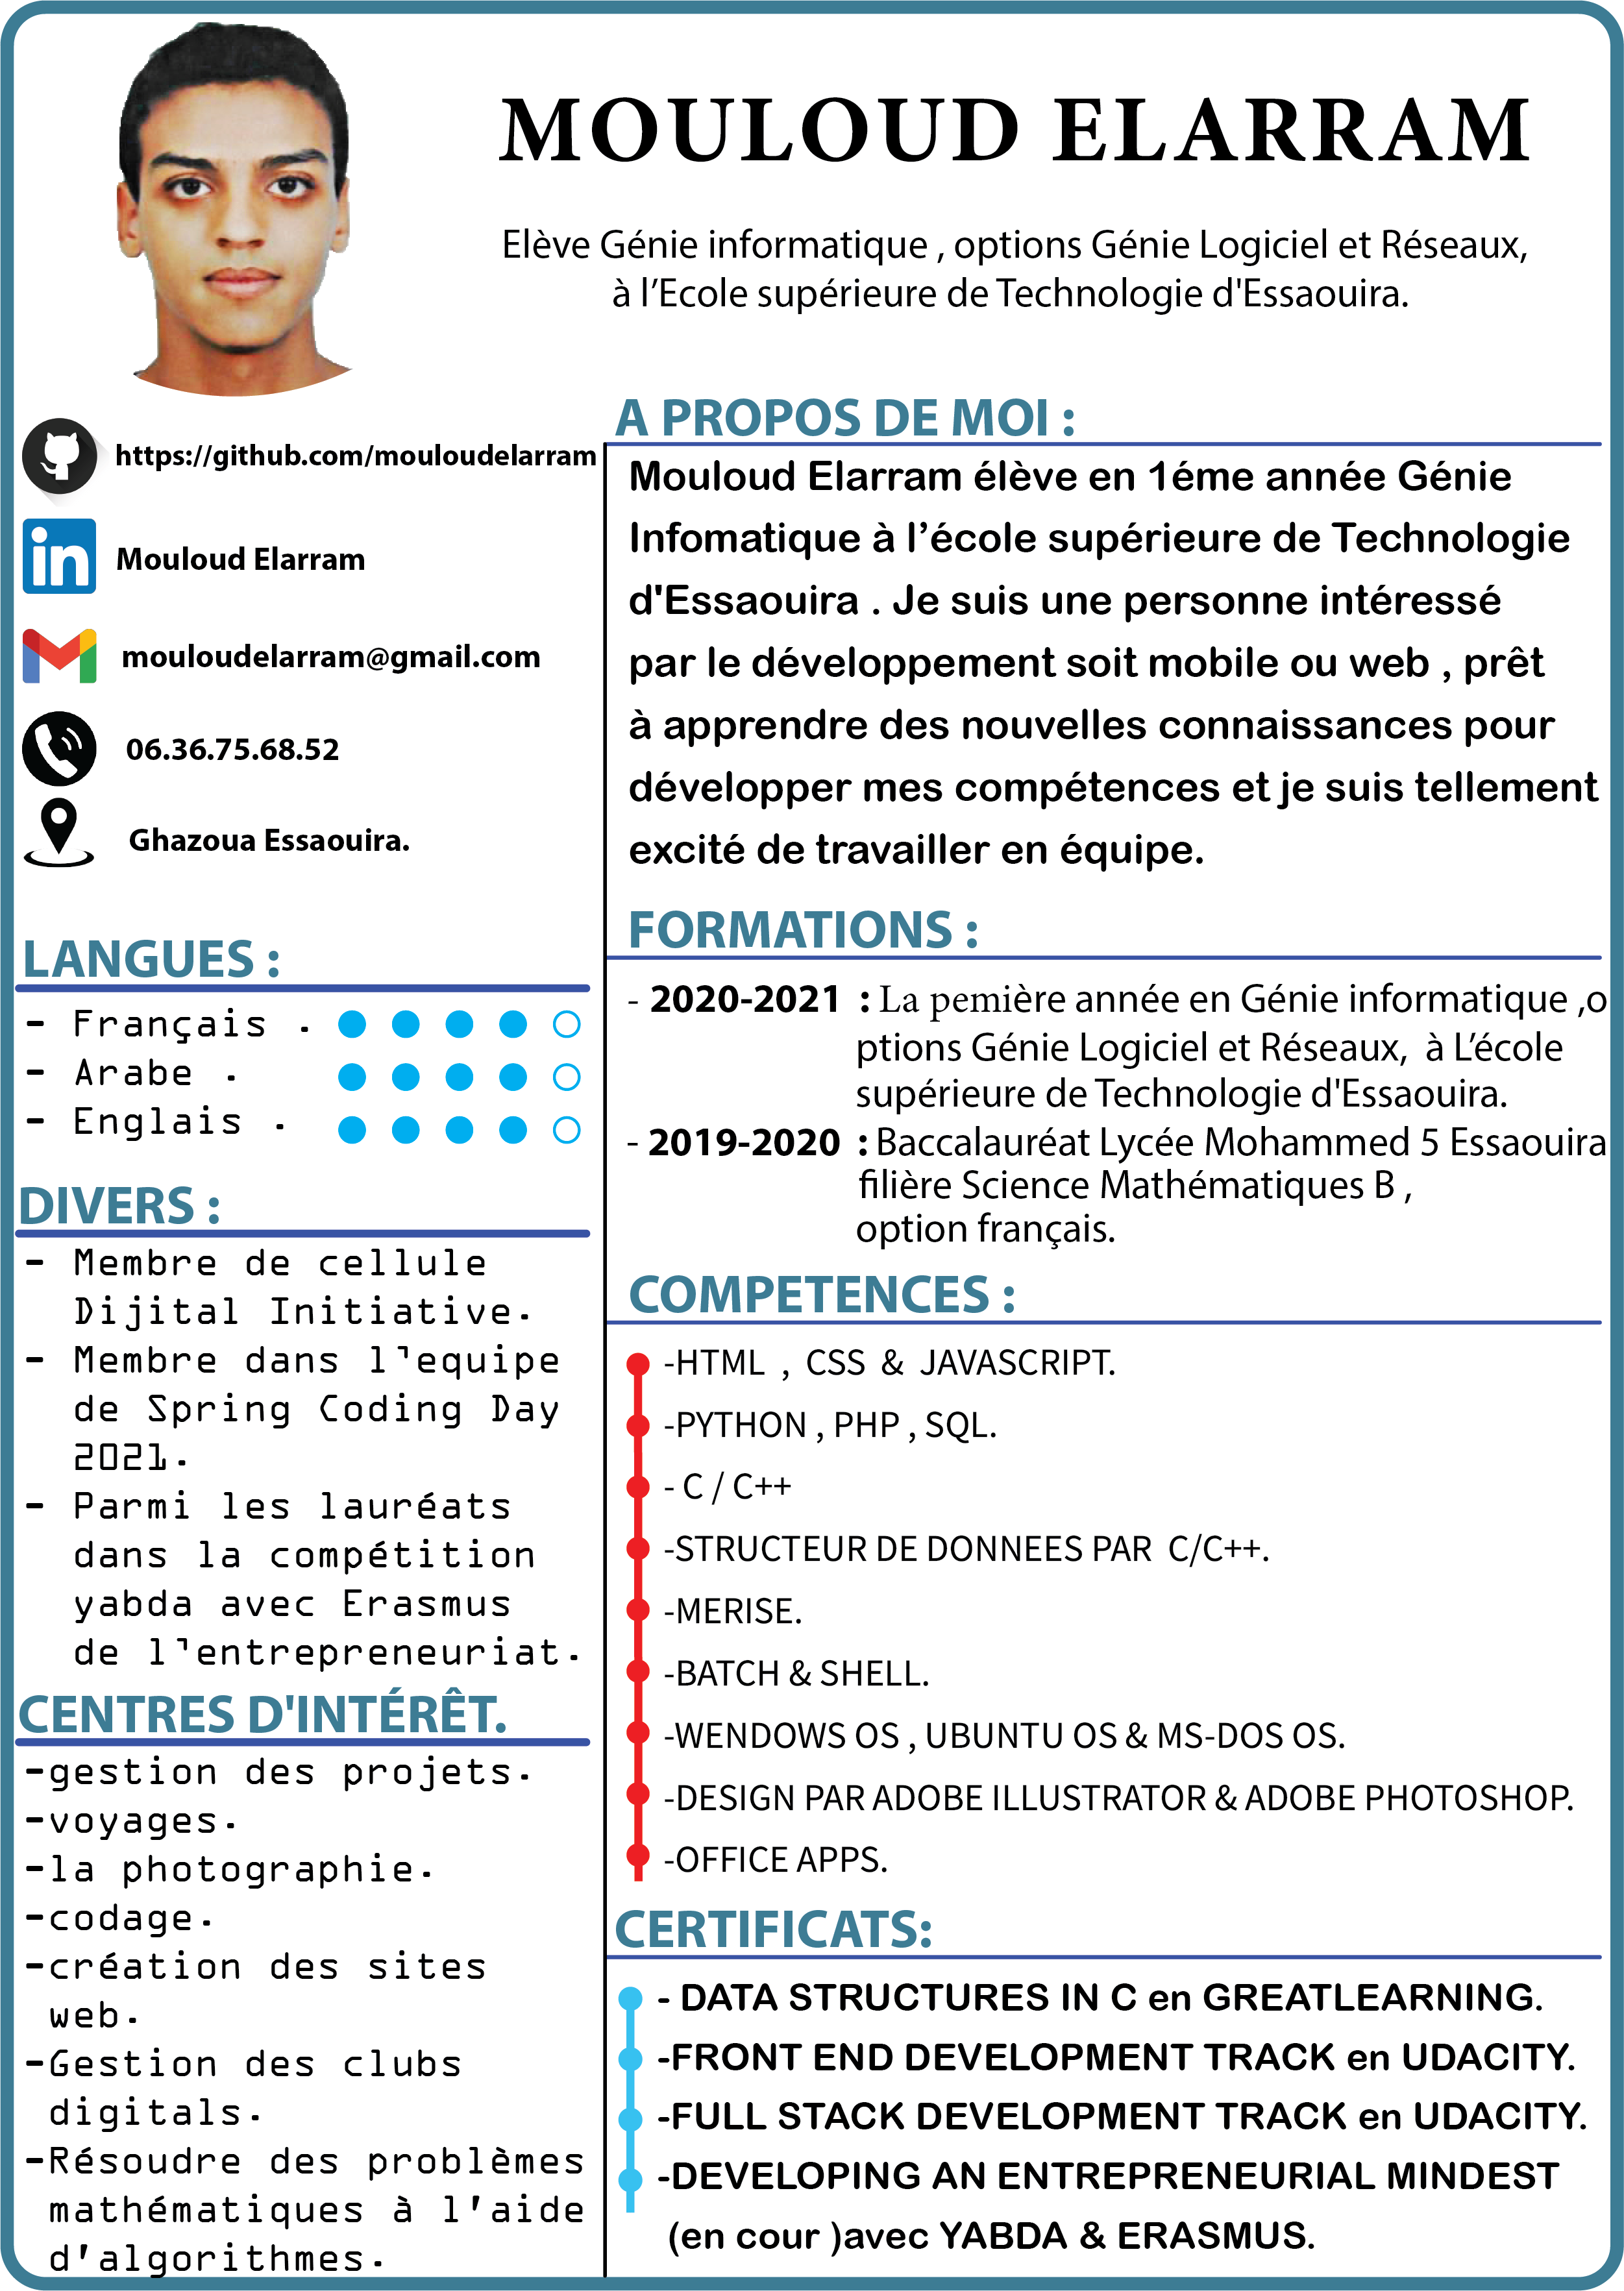 MOULOUD ELARRAM
Elève Génie informatique , options Génie Logiciel et Réseaux,
à l’Ecole supérieure de Technologie d'Essaouira.
https://github.com/mouloudelarram
in
Mouloud Elarram
mouloudelarram@gmail.com
06.36.75.68.52
Ghazoua Essaouira.
LANGUES :
- Français .
- Arabe .
- Englais .
DIVERS :
- Membre de cellule
Dijital Initiative.
- Membre dans l'equipe
de Spring Coding Day
2021.
- Parmi les lauréats
dans la compétition
yabda avec Erasmus
de l'entrepreneuriat.
CENTRES D'INTÉRÊT.
-gestion des projets.
-voyages.
-la photographie.
-codage.
-création des sites
web.
-Gestion des clubs
digitals.
-Résoudre des problèmes
mathématiques à l'aide
d'algorithmes.
A PROPOS DE MOI :
Mouloud Elarram élève en 1éme année Génie
Infomatique à l’école supérieure de Technologie
d'Essaouira . Je suis une personne intéressé
par le développement soit mobile ou web , prêt
à apprendre des nouvelles connaissances pour
développer mes compétences et je suis tellement
excité de travailler en équipe.
FORMATIONS :
- 2020-2021 : La pemière année en Génie informatique ,o
ptions Génie Logiciel et Réseaux, à L’école
supérieure de Technologie d'Essaouira.
- 2019-2020 : Baccalauréat Lycée Mohammed 5 Essaouira
filière Science Mathématiques B ,
option français.
COMPETENCES :
-HTML , CSS & JAVASCRIPT.
-PYTHON , PHP , SQL.
- C / C++
-STRUCTEUR DE DONNEES PAR C/C++.
-MERISE.
-BATCH & SHELL.
-WENDOWS OS , UBUNTU OS & MS-DOS OS.
-DESIGN PAR ADOBE ILLUSTRATOR & ADOBE PHOTOSHOP.
-OFFICE APPS.
CERTIFICATS:
- DATA STRUCTURES IN C en GREATLEARNING.
-FRONT END DEVELOPMENT TRACK en UDACITY.
-FULL STACK DEVELOPMENT TRACK en UDACITY.
-DEVELOPING AN ENTREPRENEURIAL MINDEST
(en cour )avec YABDA & ERASMUS.